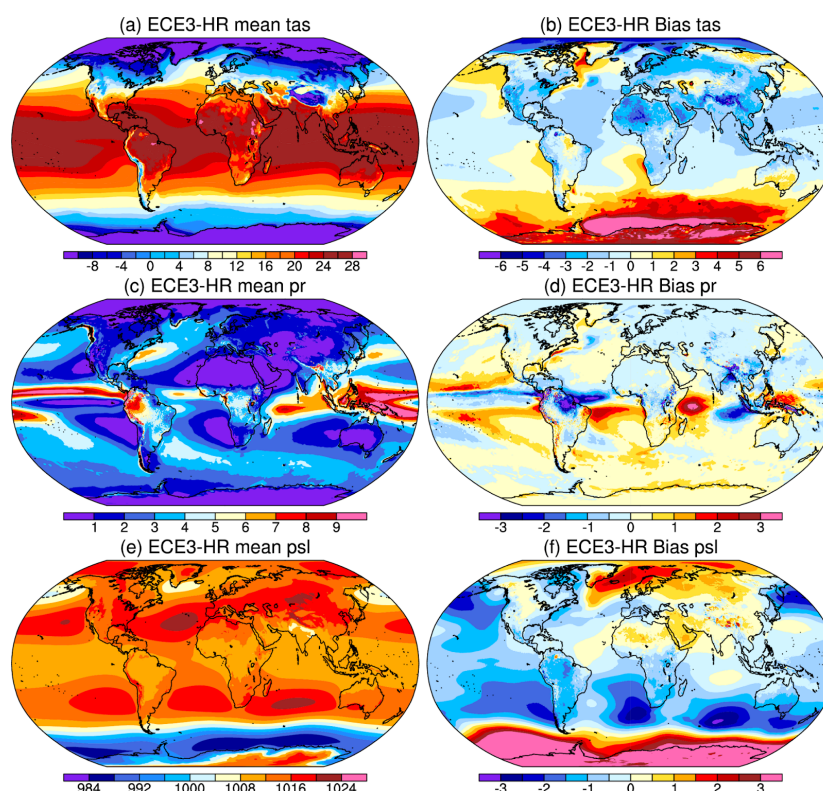 (a) ECE3-HR mean tas
(b) ECE3-HR Bias tas
-8 -4 0 4 8 12 16 20 24 28
-6 -5 -4 -3 -2 -1 0 1 2 3 4 5 6
(c) ECE3-HR mean pr
(d) ECE3-HR Bias pr
1 2 3 4 5 6 7 8 9
-3 -2 -1 0 1 2 3
(e) ECE3-HR mean psl
(f) ECE3-HR Bias psl
984 992 1000 1008 1016 1024
-3 -2 -1 0 1 2 3